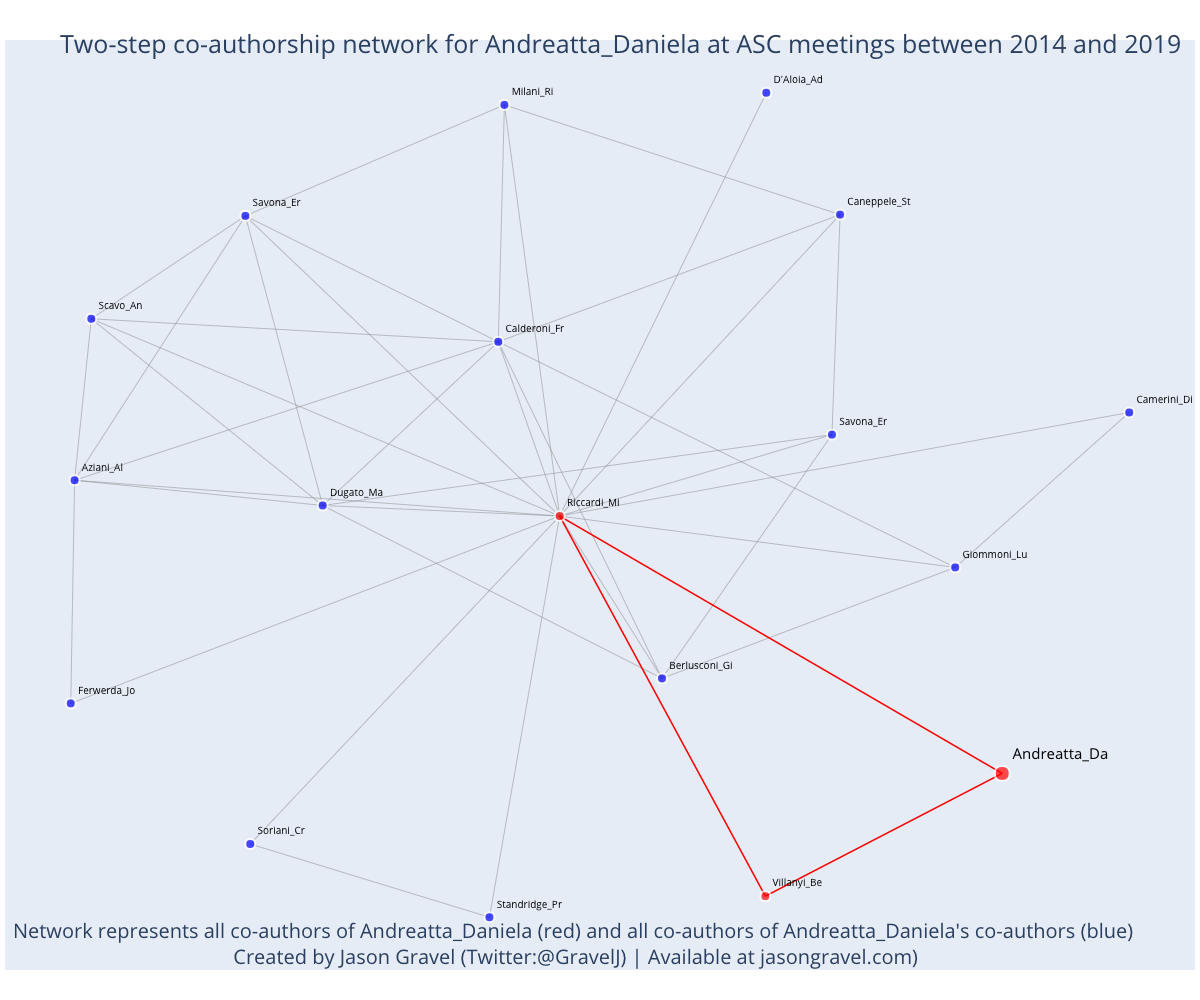 Two-step co-authorship network for Andreatta_Daniela at ASC meetings between 2014 and 2019
D'Aloia_Ad
Milani_Ri
Savona_Er
Caneppele_St
Scavo_An
Calderoni_Fr
Camerini_Di
Savona_Er
Aziani_Al
Dugato_Ma
Riccardi_Mi
Giommoni_Lu
Berlusconi_Gi
Ferwerda_Jo
Andreatta_Da
Soriani_Cr
Villanyi_Be
Standridge_Pr
Network represents all co-authors of Andreatta_Daniela (red) and all co-authors of Andreatta_Daniela's co-authors (blue)
Created by Jason Gravel (Twitter:@GravelJ) | Available at jasongravel.com)